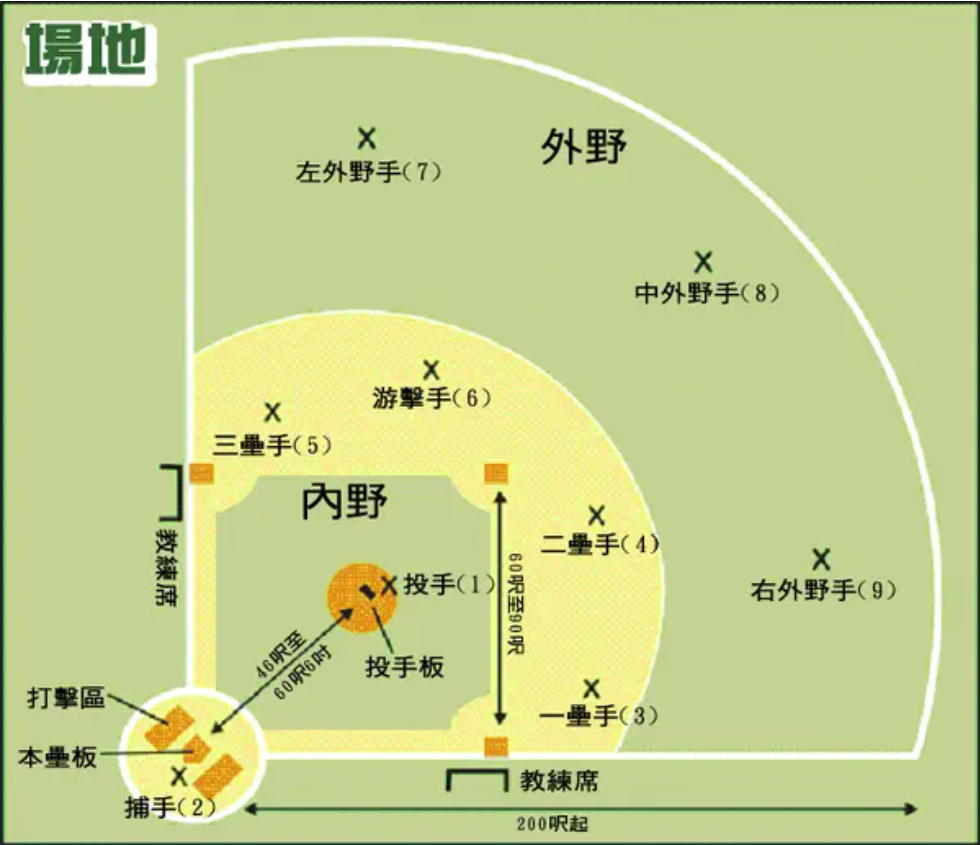 場地
外野
左外野手(7)
中外野手(8)
游擊手(6)
三壘手(5)
內野
二壘手(4)
教練席
60呎至90呎
投手(1)
右外野手(9)
46呎至
60呎6吋
投手板
打擊區
一壘手(3)
本壘板
教練席
捕手(2)
200呎起